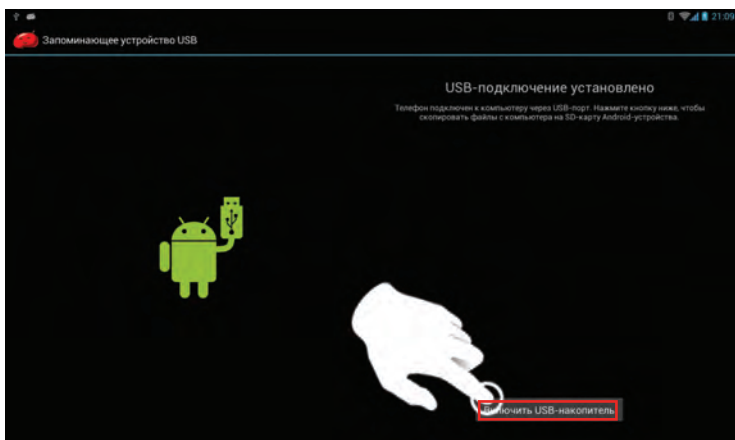 21:09
Запоминающее устройство USB
USB-подключение установлено
Телефон подключен к компьютеру через USB-порт. Нажмите кнопку ниже, чтобы
скопировать файлы с компьютера на SD-карту Android-устройства.
Включить USB-накопитель